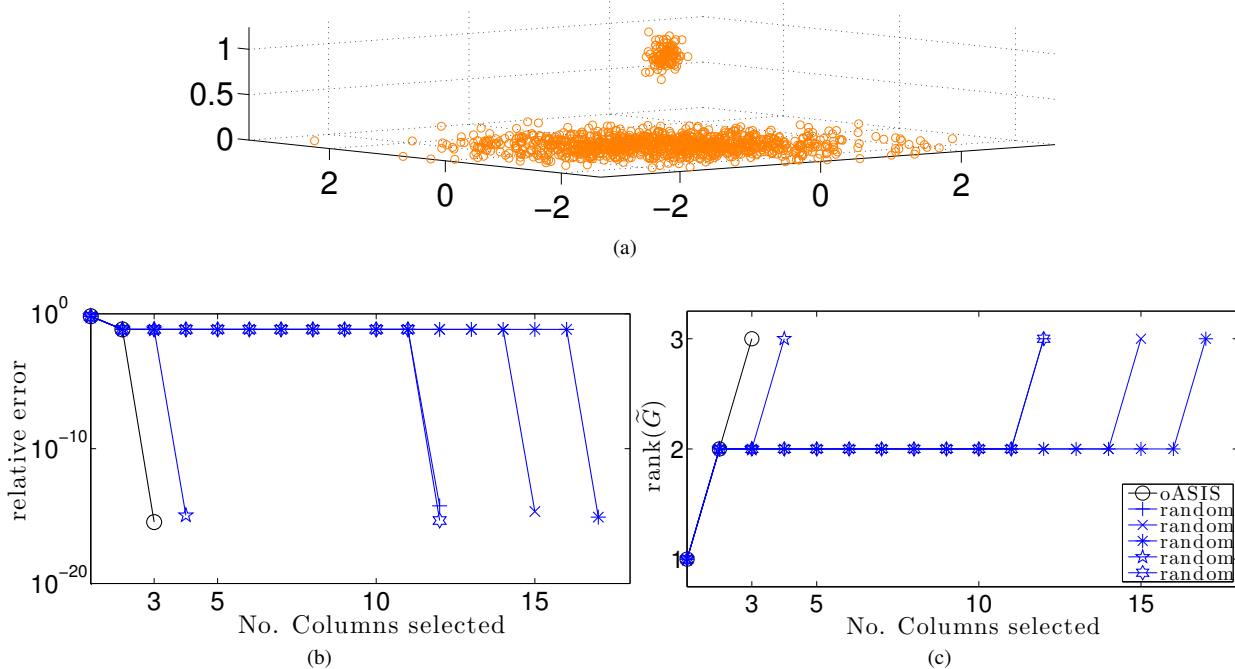 1
0.5
0
2
0
−2
−2
0
2
(a)
10^0
10^−10
10^−20
relative error
3
5
10
15
No. Columns selected
(b)
3
2
1
rank(G̃)
oASIS
random
random
random
random
random
3
5
10
15
No. Columns selected
(c)